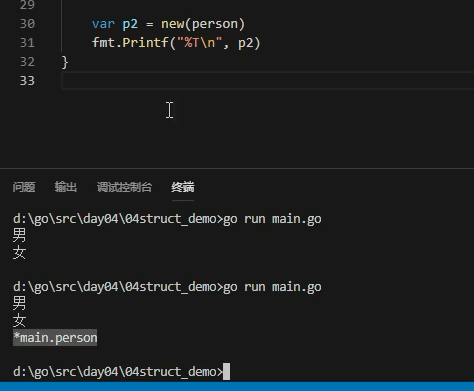 29
30 var p2 = new(person)
31 fmt.Printf("%T\n", p2)
32 }
33
问题 输出 调试控制台 终端
d:\go\src\day04\04struct_demo>go run main.go
男
女
d:\go\src\day04\04struct_demo>go run main.go
男
女
*main.person
d:\go\src\day04\04struct_demo>